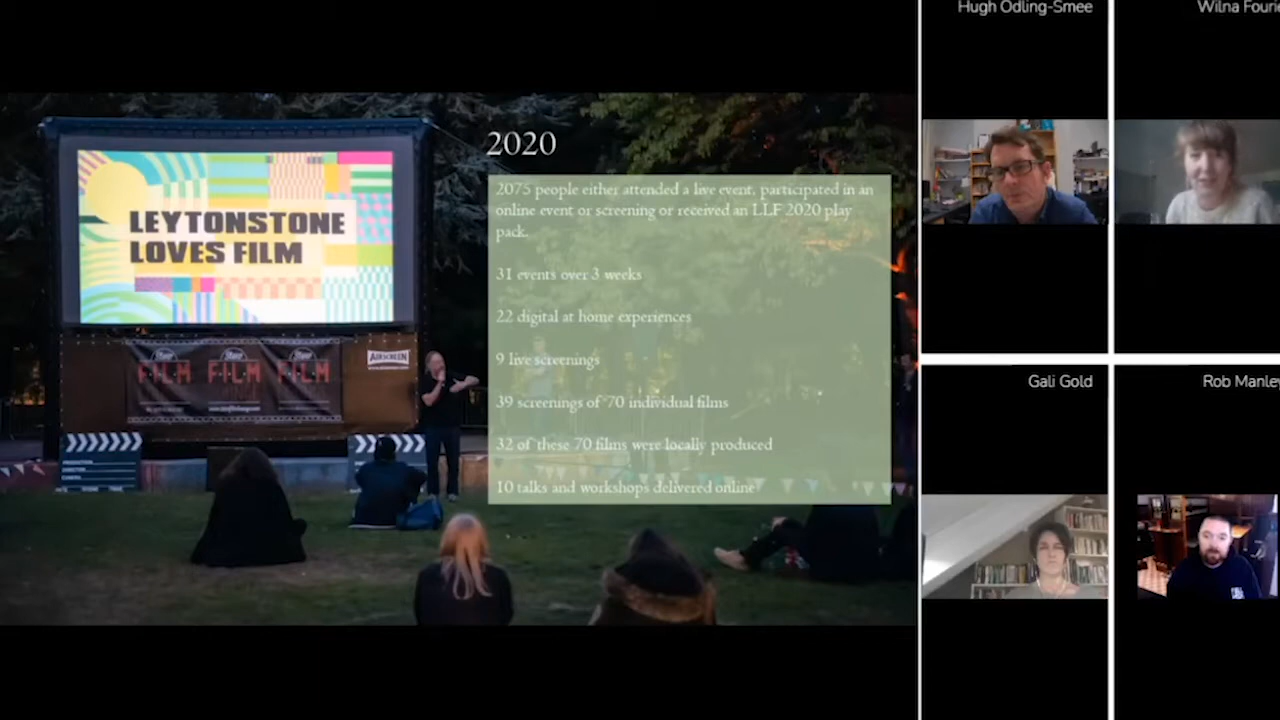 Hugh Odling-Smee
Wilna Fourie
2020
2075 people either attended a live event, participated in an
online event or screening or received an LLF 2020 play
pack.
LEYTONSTONE
LOVES FILM
31 events over 3 weeks
22 digital at home experiences
9 live screenings
AIRSCREEN
FILM FILM FILM
Gali Gold
Rob Manley
39 screenings of 70 individual films
32 of these 70 films were locally produced
10 talks and workshops delivered online